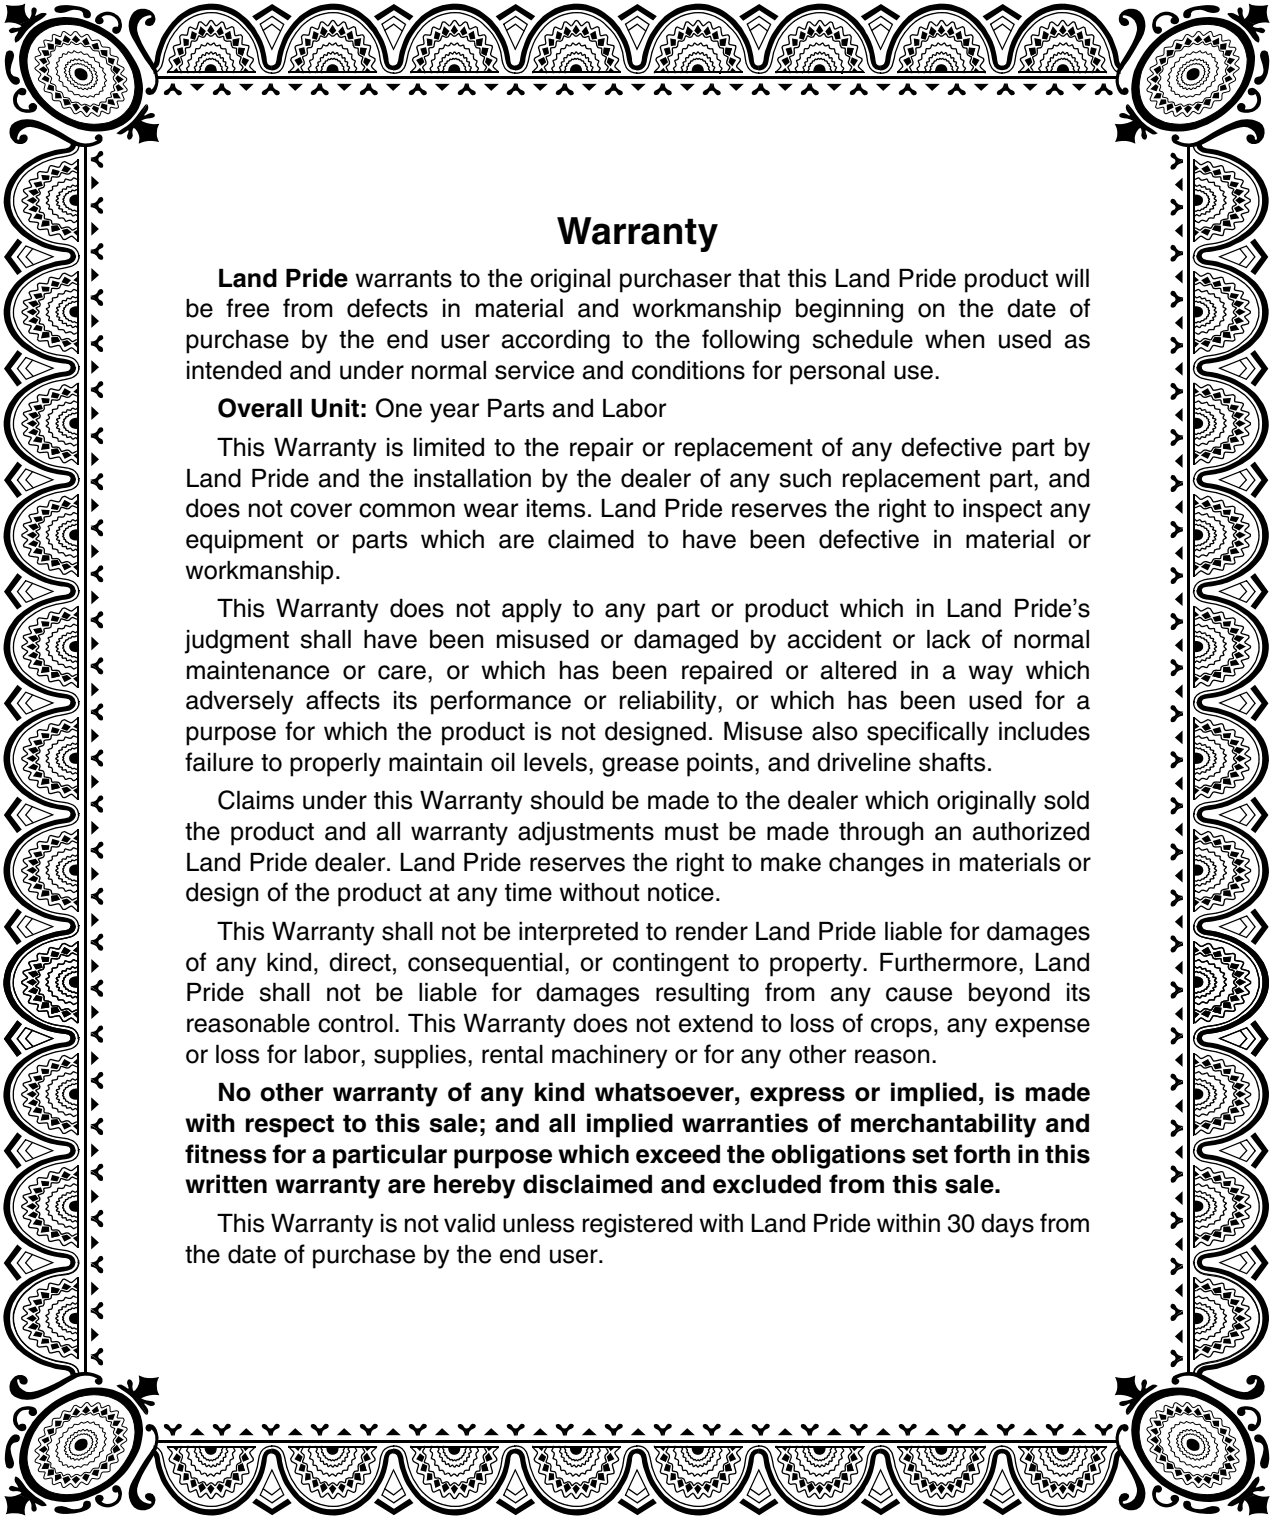 Warranty
Land Pride warrants to the original purchaser that this Land Pride product will
be free from defects in material and workmanship beginning on the date of
purchase by the end user according to the following schedule when used as
intended and under normal service and conditions for personal use.
Overall Unit: One year Parts and Labor
This Warranty is limited to the repair or replacement of any defective part by
Land Pride and the installation by the dealer of any such replacement part, and
does not cover common wear items. Land Pride reserves the right to inspect any
equipment or parts which are claimed to have been defective in material or
workmanship.
This Warranty does not apply to any part or product which in Land Pride’s
judgment shall have been misused or damaged by accident or lack of normal
maintenance or care, or which has been repaired or altered in a way which
adversely affects its performance or reliability, or which has been used for a
purpose for which the product is not designed. Misuse also specifically includes
failure to properly maintain oil levels, grease points, and driveline shafts.
Claims under this Warranty should be made to the dealer which originally sold
the product and all warranty adjustments must be made through an authorized
Land Pride dealer. Land Pride reserves the right to make changes in materials or
design of the product at any time without notice.
This Warranty shall not be interpreted to render Land Pride liable for damages
of any kind, direct, consequential, or contingent to property. Furthermore, Land
Pride shall not be liable for damages resulting from any cause beyond its
reasonable control. This Warranty does not extend to loss of crops, any expense
or loss for labor, supplies, rental machinery or for any other reason.
No other warranty of any kind whatsoever, express or implied, is made
with respect to this sale; and all implied warranties of merchantability and
fitness for a particular purpose which exceed the obligations set forth in this
written warranty are hereby disclaimed and excluded from this sale.
This Warranty is not valid unless registered with Land Pride within 30 days from
the date of purchase by the end user.